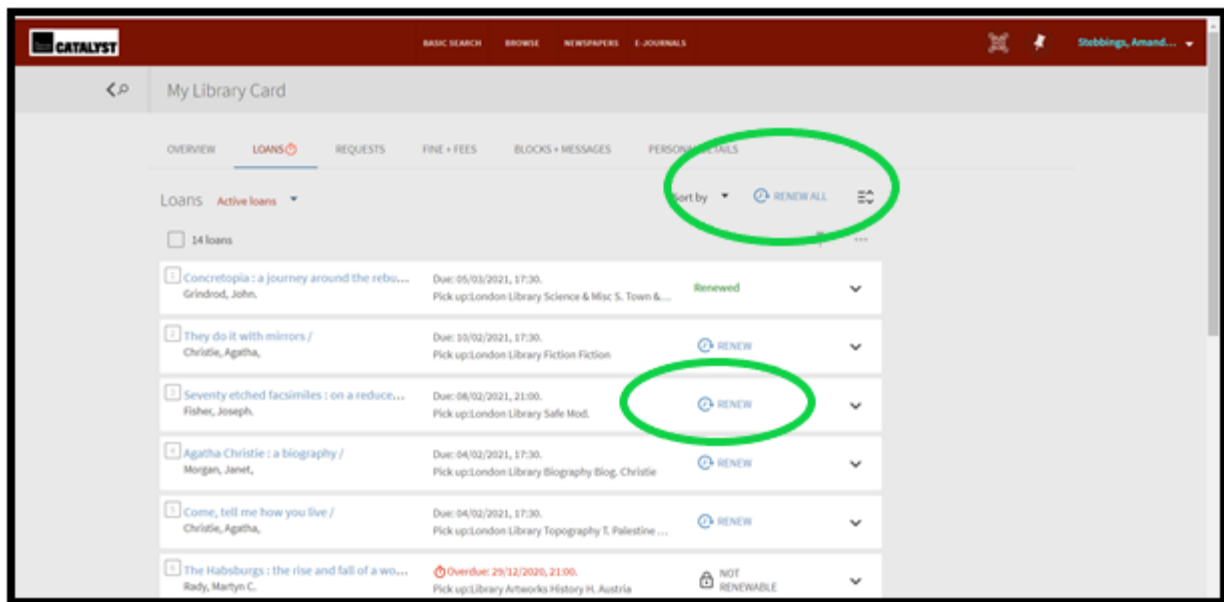 CATALYST
BASIC SEARCH BROWSE NEWSPAPERS E-JOURNALS
Stebbings, Amand...
My Library Card
OVERVIEW LOANS REQUESTS FINE + FEES BLOCKS + MESSAGES PERSONAL DETAILS
Loans Active loans Sort by RENEW ALL
14 loans
1 Concretopia : a journey around the rebu... Due: 05/03/2021, 17:30. Renewed
Grindrod, John. Pick up:London Library Science & Misc S. Town &...
2 They do it with mirrors / Due: 10/02/2021, 17:30. RENEW
Christie, Agatha, Pick up:London Library Fiction Fiction
3 Seventy etched facsimiles : on a reduce... Due: 08/02/2021, 21:00. RENEW
Fisher, Joseph. Pick up:London Library Safe Mod.
4 Agatha Christie : a biography / Due: 04/02/2021, 17:30. RENEW
Morgan, Janet, Pick up:London Library Biography Biog. Christie
5 Come, tell me how you live / Due: 04/02/2021, 17:30. RENEW
Christie, Agatha, Pick up:London Library Topography T. Palestine ...
6 The Habsburgs : the rise and fall of a wo... Overdue: 29/12/2020, 21:00. NOT RENEWABLE
Rady, Martyn C. Pick up:Library Artworks History H. Austria